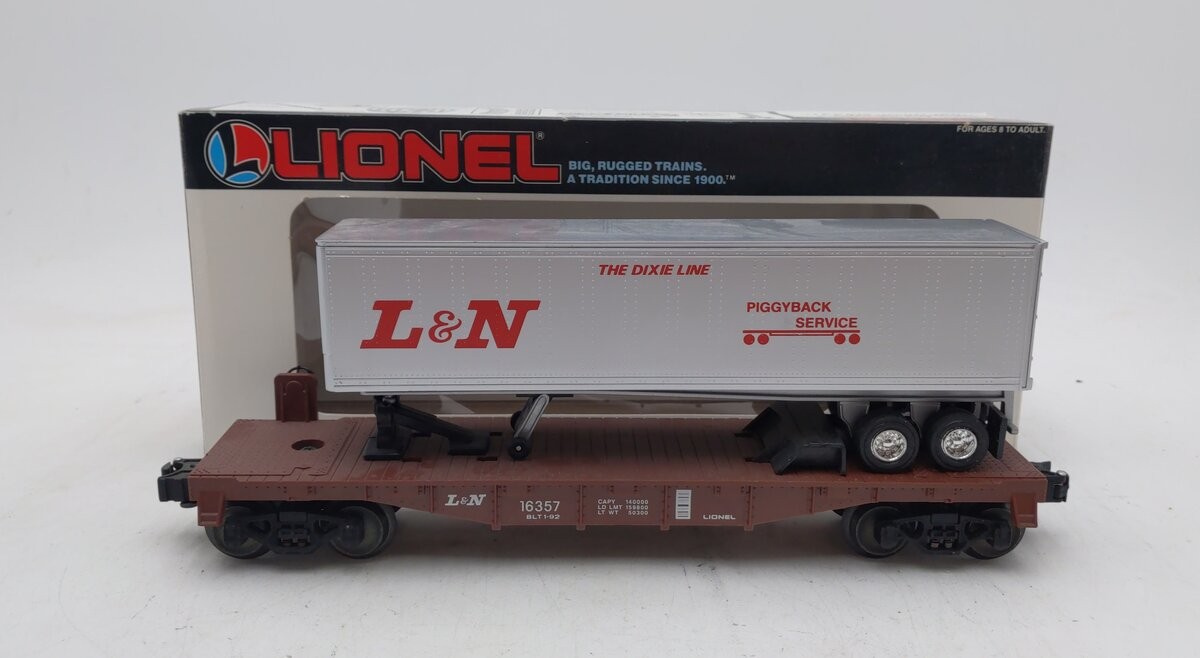 LIONEL®
BIG, RUGGED TRAINS.
A TRADITION SINCE 1900.™
FOR AGES 8 TO ADULT.
THE DIXIE LINE
L&N
PIGGYBACK
SERVICE
L&N
16357
BLT 1-92
CAPY 140000
LD LMT 159800
LT WT 50300
LIONEL